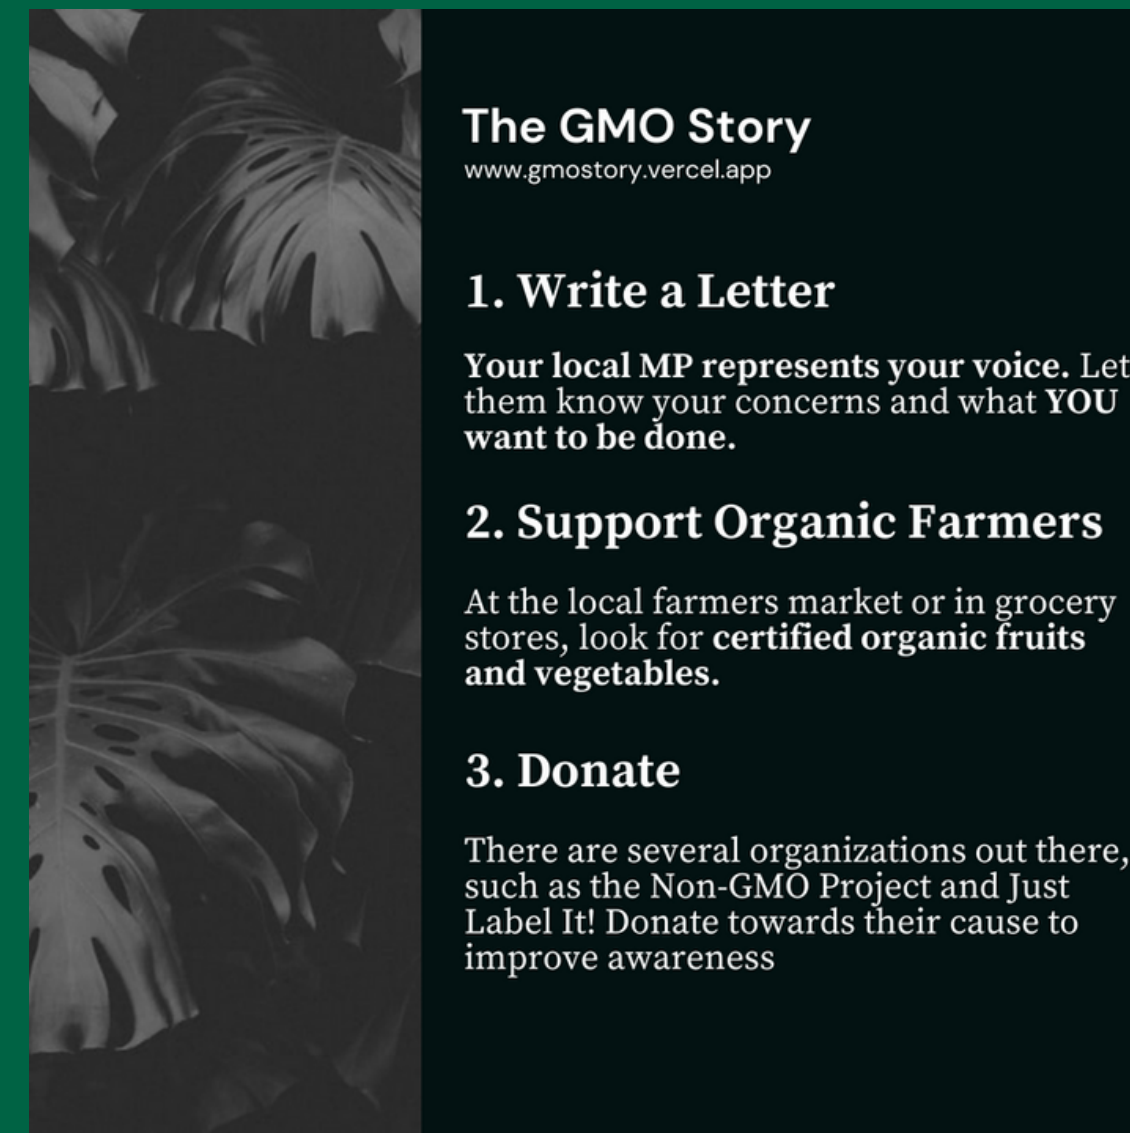 The GMO Story
www.gmostory.vercel.app
1. Write a Letter
Your local MP represents your voice. Let
them know your concerns and what YOU
want to be done.
2. Support Organic Farmers
At the local farmers market or in grocery
stores, look for certified organic fruits
and vegetables.
3. Donate
There are several organizations out there,
such as the Non-GMO Project and Just
Label It! Donate towards their cause to
improve awareness